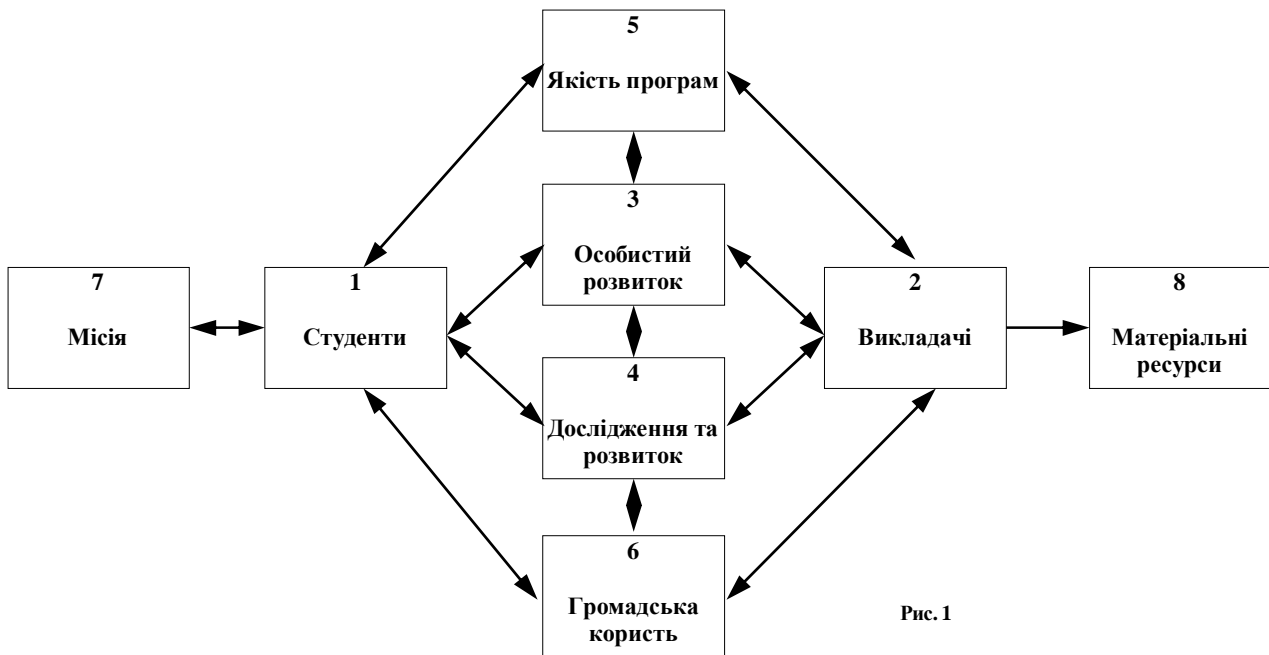 5
Якість програм
3
Особистий
розвиток
7
Місія
1
Студенти
2
Викладачі
8
Матеріальні
ресурси
4
Дослідження та
розвиток
6
Громадська
користь
Рис. 1